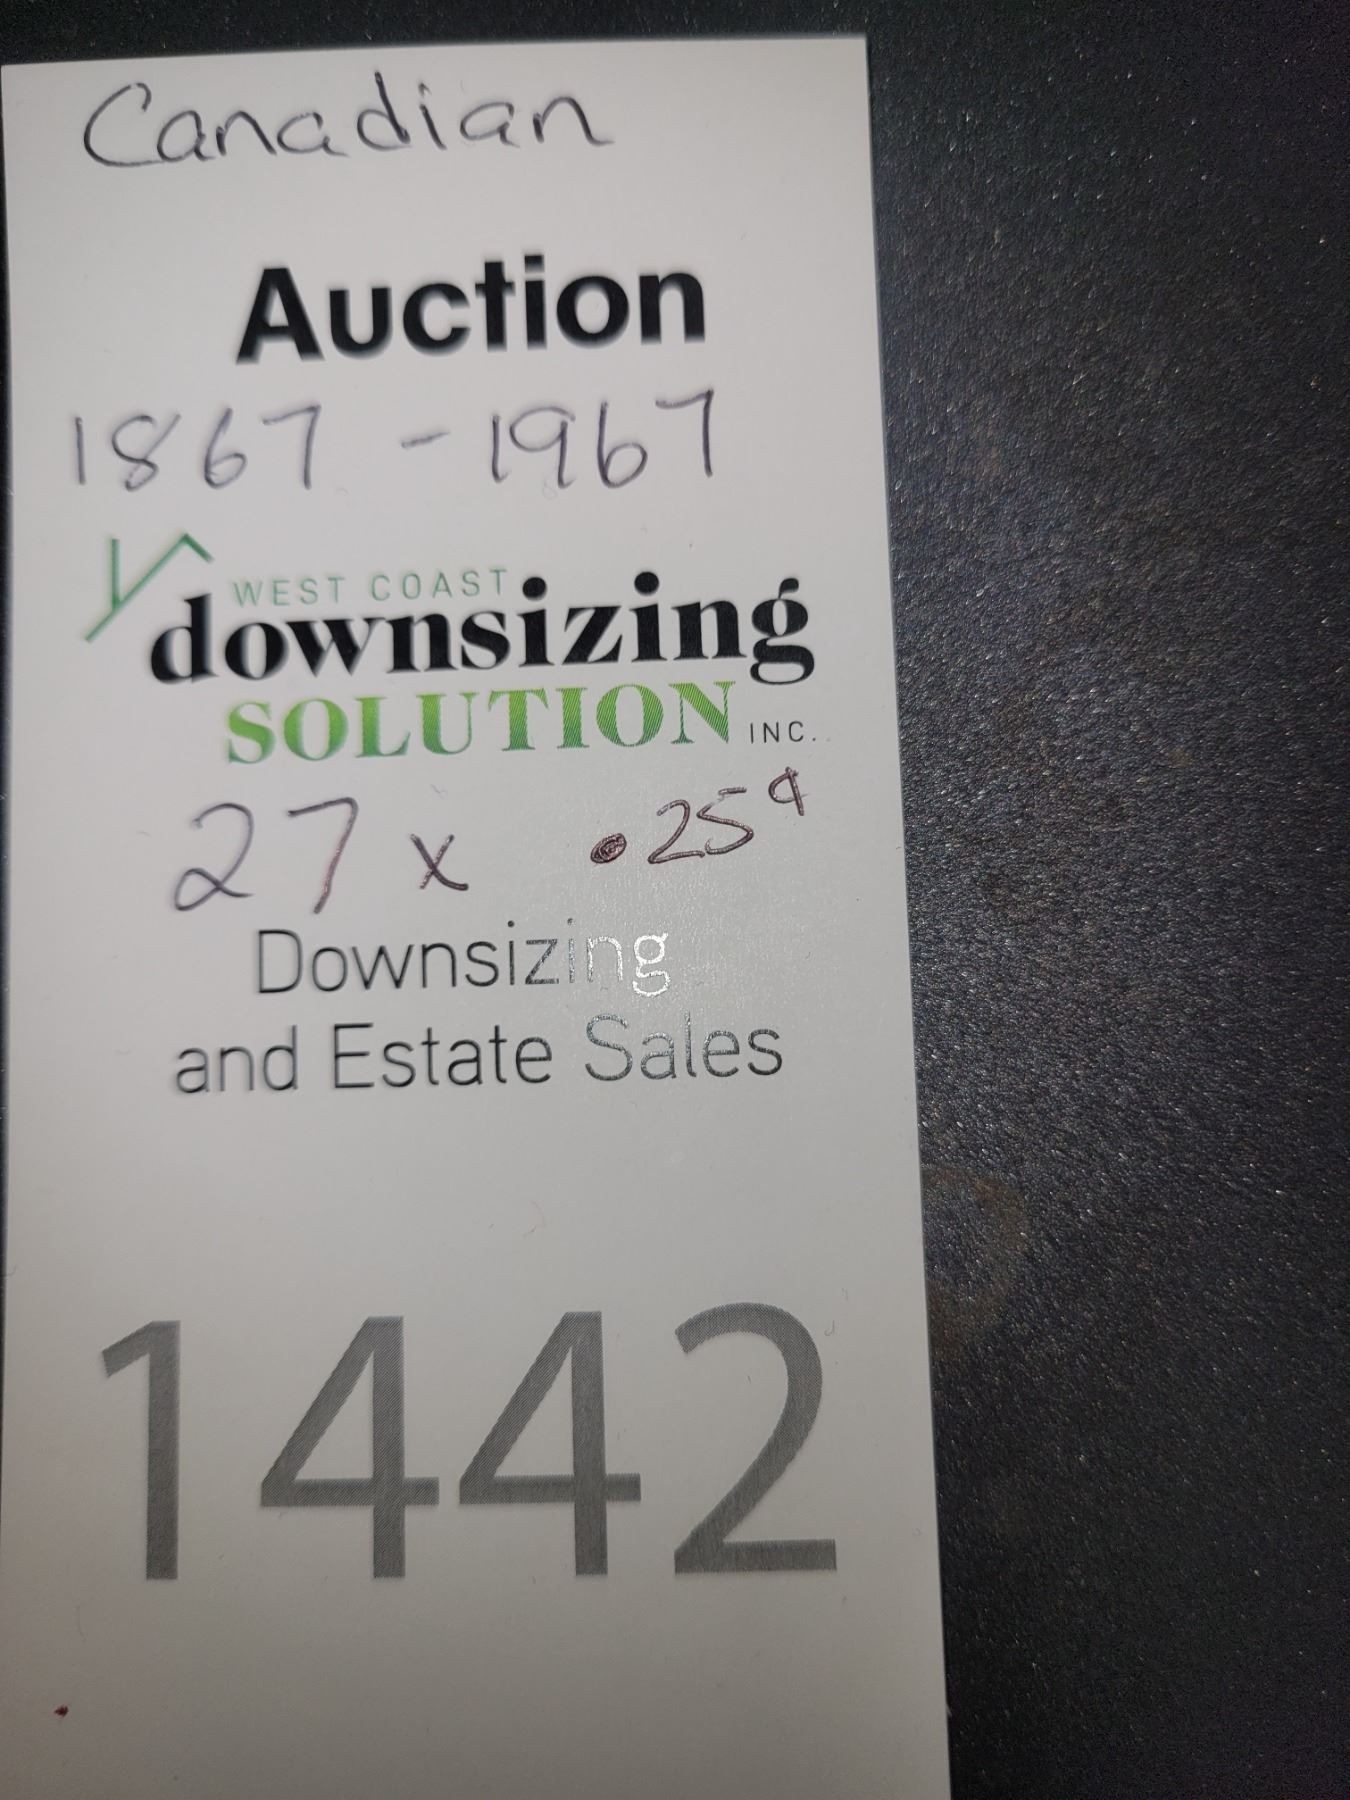 Canadian
Auction
1867 - 1967
WEST COAST
downsizing
SOLUTION INC.
27 x .25¢
Downsizing
and Estate Sales
1442